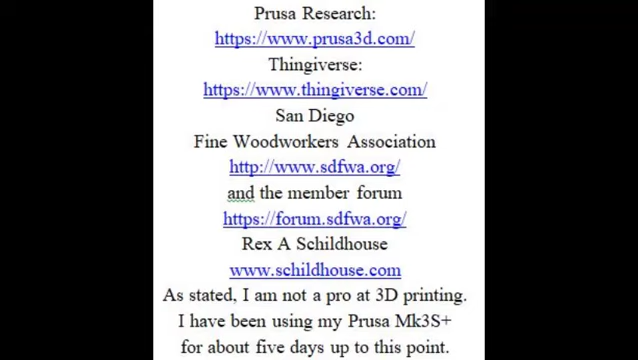 Prusa Research:
https://www.prusa3d.com/
Thingiverse:
https://www.thingiverse.com/
San Diego
Fine Woodworkers Association
http://www.sdfwa.org/
and the member forum
https://forum.sdfwa.org/
Rex A Schildhouse
www.schildhouse.com
As stated, I am not a pro at 3D printing.
I have been using my Prusa Mk3S+
for about five days up to this point.